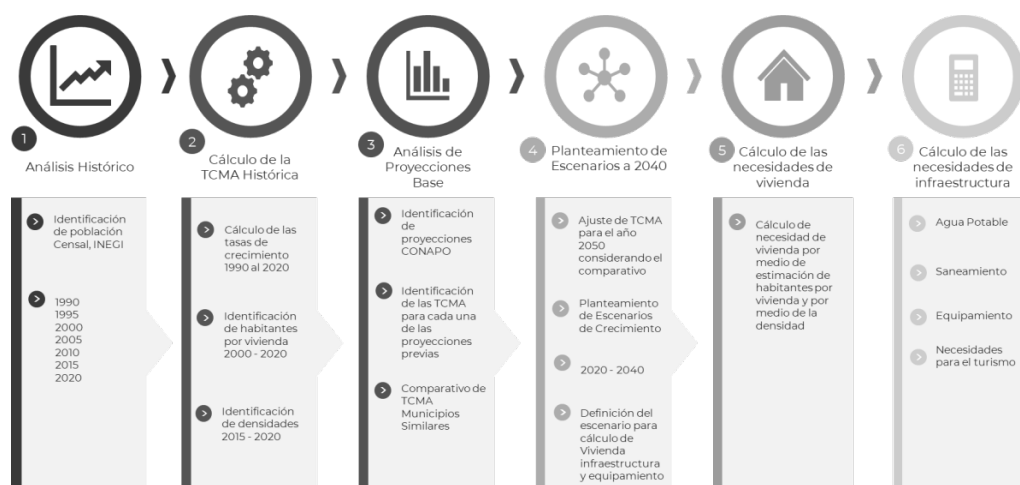 1
Análisis Histórico
Identificación
de población
Censal, INEGI
1990
1995
2000
2005
2010
2015
2020
2
Cálculo de la
TCMA Histórica
Cálculo de las
tasas de
crecimiento
1990 al 2020
Identificación
de habitantes
por vivienda
2000 - 2020
Identificación
de densidades
2015 - 2020
3
Análisis de
Proyecciones
Base
Identificación
de
proyecciones
CONAPO
Identificación
de las TCMA
para cada una
de las
proyecciones
previas
Comparativo de
TCMA
Municipios
Similares
4
Planteamiento de
Escenarios a 2040
Ajuste de TCMA
para el año
2050
considerando el
comparativo
Planteamiento
de Escenarios
de Crecimiento
2020 - 2040
Definición del
escenario para
cálculo de
Vivienda
infraestructura
y equipamiento
5
Cálculo de las
necesidades de
vivienda
Cálculo de
necesidad de
vivienda por
medio de
estimación de
habitantes por
vivienda y por
medio de la
densidad
6
Cálculo de las
necesidades de
infraestructura
Agua Potable
Saneamiento
Equipamiento
Necesidades
para el turismo